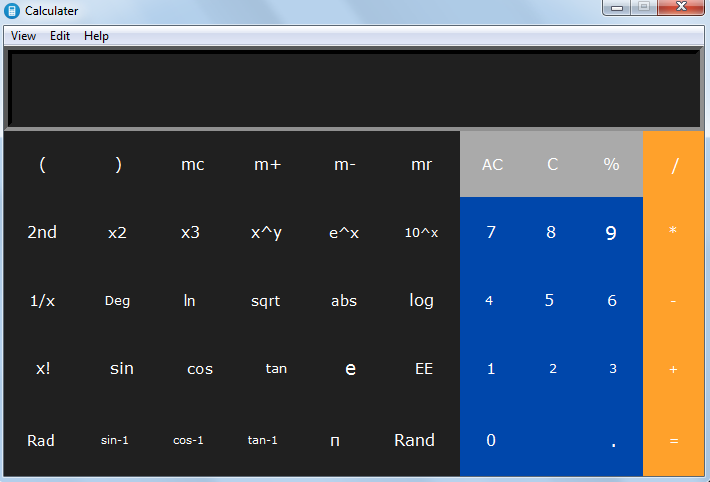 Calculater
View Edit Help
( ) mc m+ m- mr AC C % /
2nd x2 x3 x^y e^x 10^x 7 8 9 *
1/x Deg ln sqrt abs log 4 5 6 -
x! sin cos tan e EE 1 2 3 +
Rad sin-1 cos-1 tan-1 п Rand 0 . =